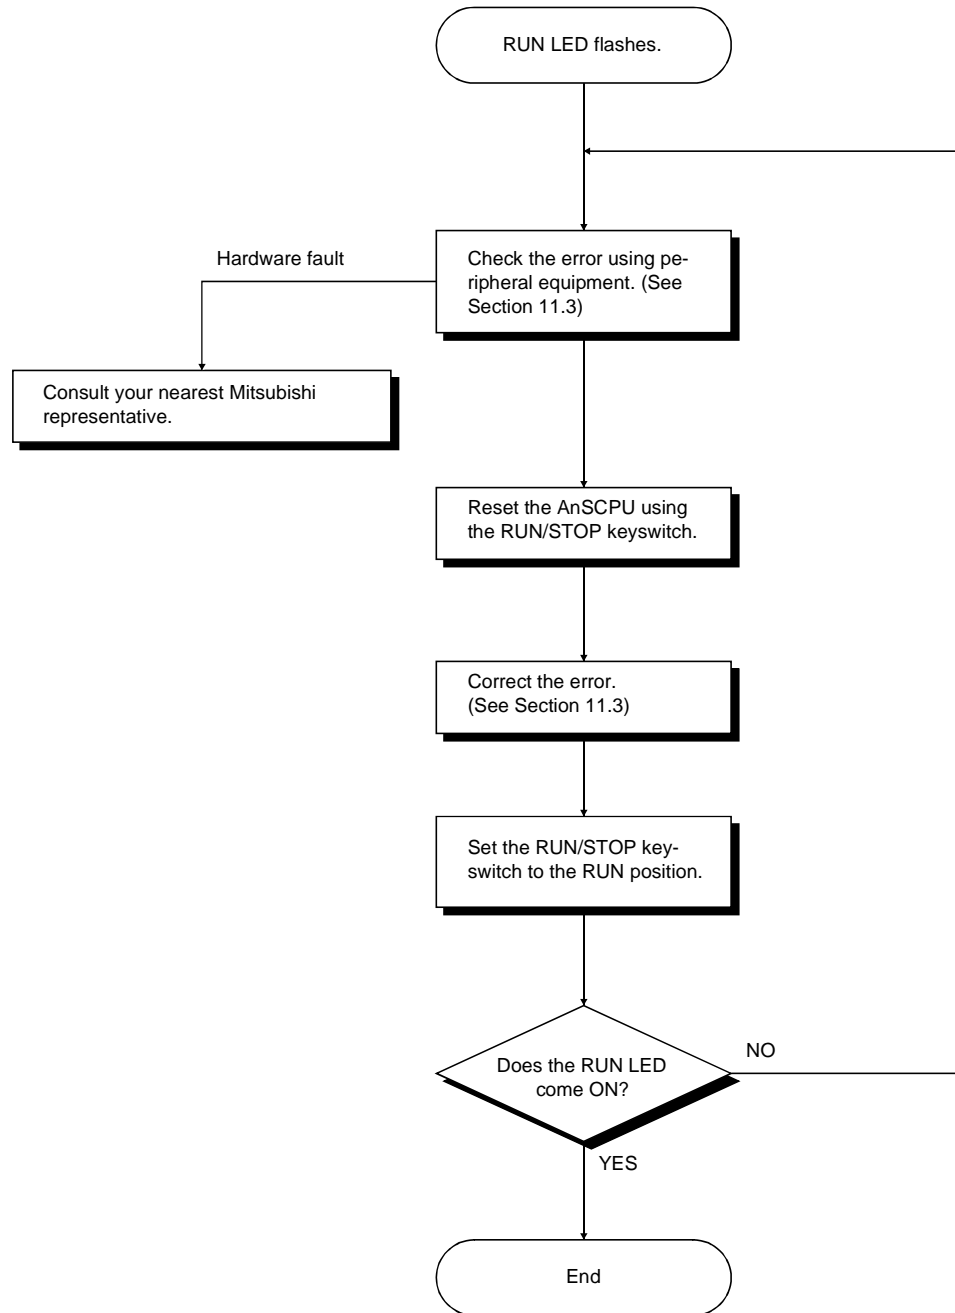 RUN LED flashes.
Hardware fault
Check the error using pe-
ripheral equipment. (See
Section 11.3)
Consult your nearest Mitsubishi
representative.
Reset the AnSCPU using
the RUN/STOP keyswitch.
Correct the error.
(See Section 11.3)
Set the RUN/STOP key-
switch to the RUN position.
Does the RUN LED
come ON?
NO
YES
End